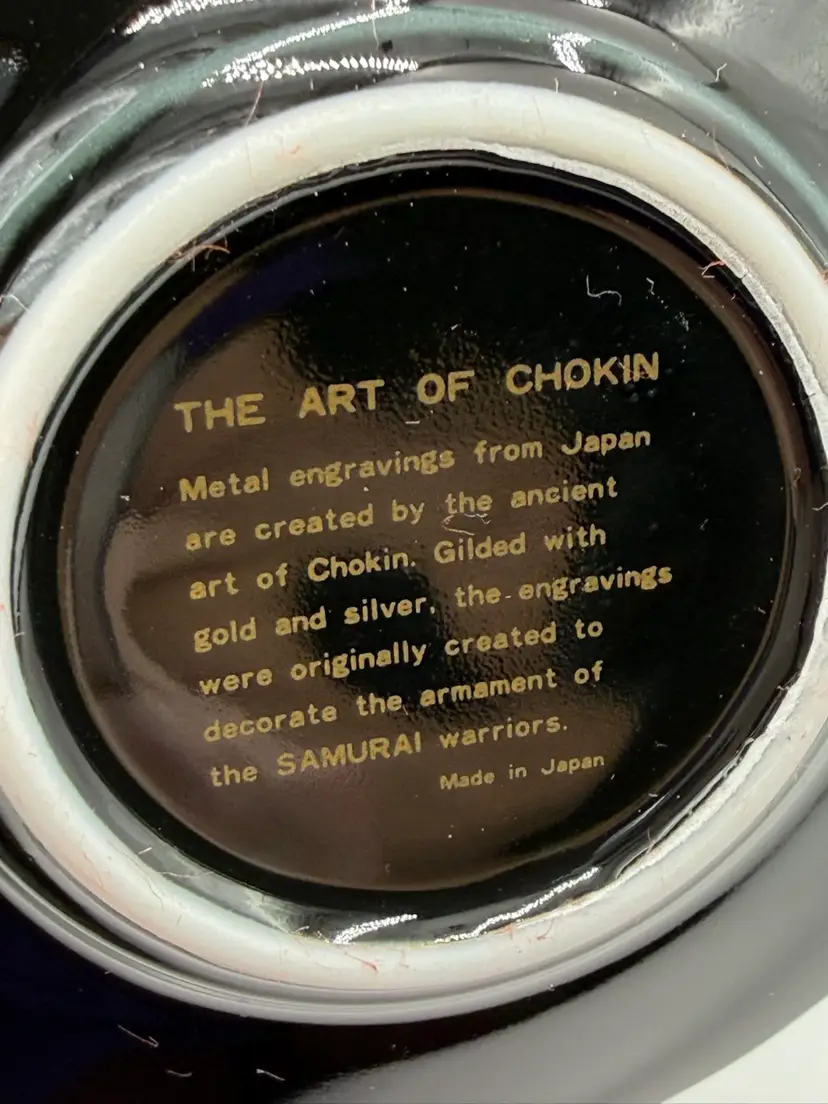 THE ART OF CHOKIN
Metal engravings from Japan
are created by the ancient
art of Chokin. Gilded with
gold and silver, the engravings
were originally created to
decorate the armament of
the SAMURAI warriors.
Made in Japan